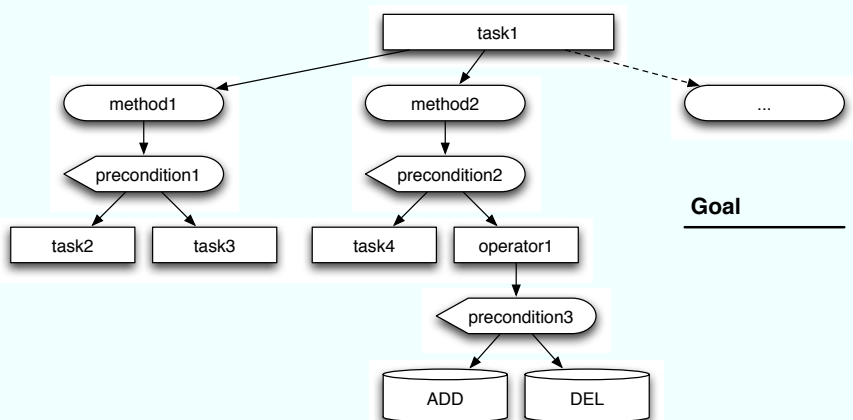 task1
method1
method2
...
precondition1
precondition2
Goal
task2
task3
task4
operator1
precondition3
ADD
DEL